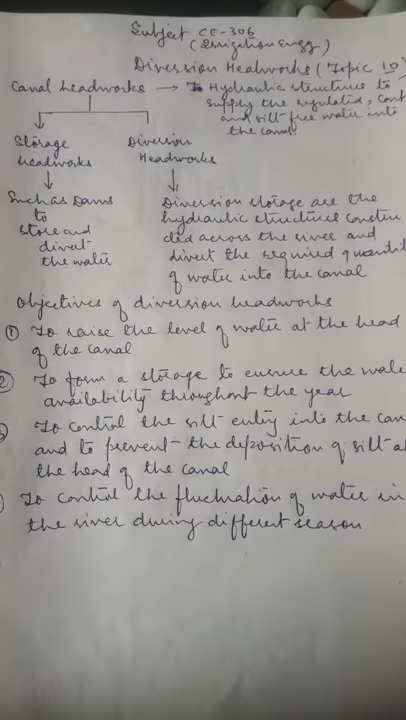 Subject CE-306
(Irrigation Engg)
Diversion Headworks (Topic 10)
Canal headworks → To Hydraulic structures to
supply the regulated, cont
and silt free water into
the canal
Storage headworks
Diversion Headworks
Such as Dams
to
store and
divert
the water
Diversion storage are the
hydraulic structures constru
cted across the river and
divert the required quantit
of water into the canal
Objectives of diversion headworks
① To raise the level of water at the head
of the canal
② To form a storage to ensure the wate
availability throughout the year
To control the silt entry into the can
and to prevent the deposition of silt at
the head of the canal
To control the fluctuation of water in
the river during different season